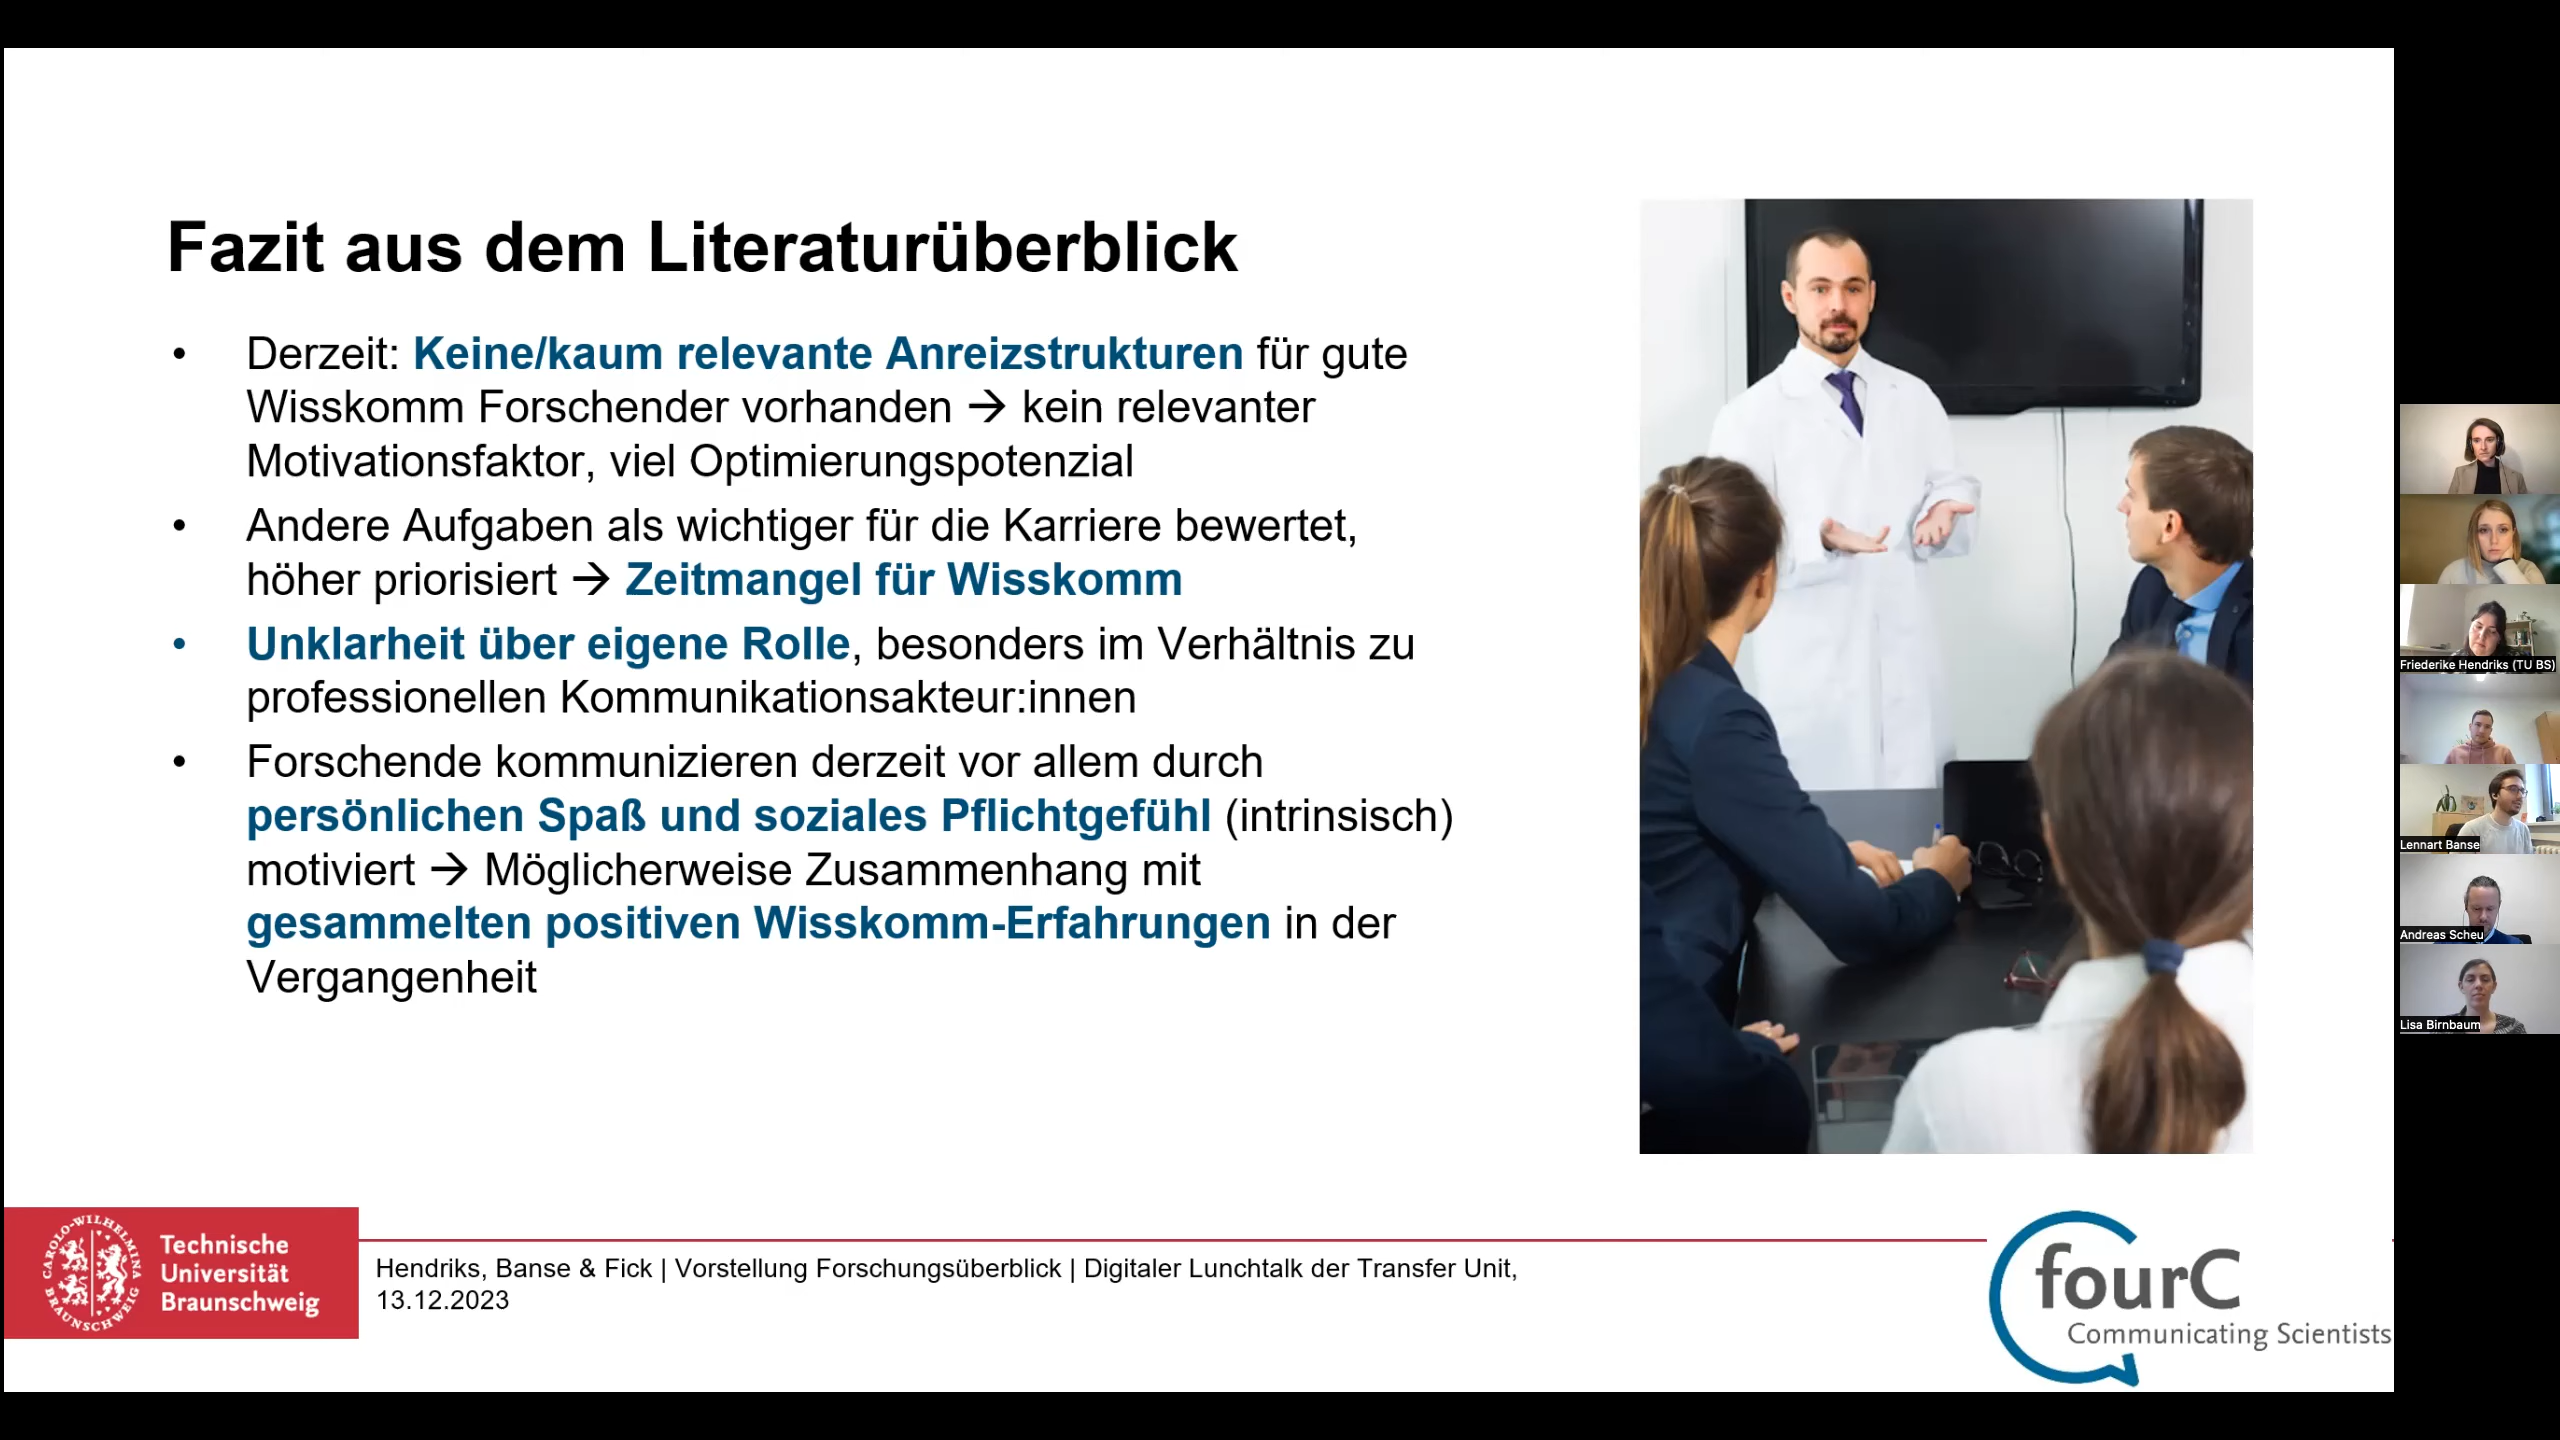 Fazit aus dem Literaturüberblick
• Derzeit: Keine/kaum relevante Anreizstrukturen für gute
Wisskomm Forschender vorhanden → kein relevanter
Motivationsfaktor, viel Optimierungspotenzial
• Andere Aufgaben als wichtiger für die Karriere bewertet,
höher priorisiert → Zeitmangel für Wisskomm
• Unklarheit über eigene Rolle, besonders im Verhältnis zu
professionellen Kommunikationsakteur:innen
• Forschende kommunizieren derzeit vor allem durch
persönlichen Spaß und soziales Pflichtgefühl (intrinsisch)
motiviert → Möglicherweise Zusammenhang mit
gesammelten positiven Wisskomm-Erfahrungen in der
Vergangenheit
CAROLO-WILHELMINA
BRAUNSCHWEIG
Technische
Universität
Braunschweig
Hendriks, Banse & Fick | Vorstellung Forschungsüberblick | Digitaler Lunchtalk der Transfer Unit,
13.12.2023
fourC
Communicating Scientists
Friederike Hendriks (TU BS)
Lennart Banse
Andreas Scheu
Lisa Birnbaum